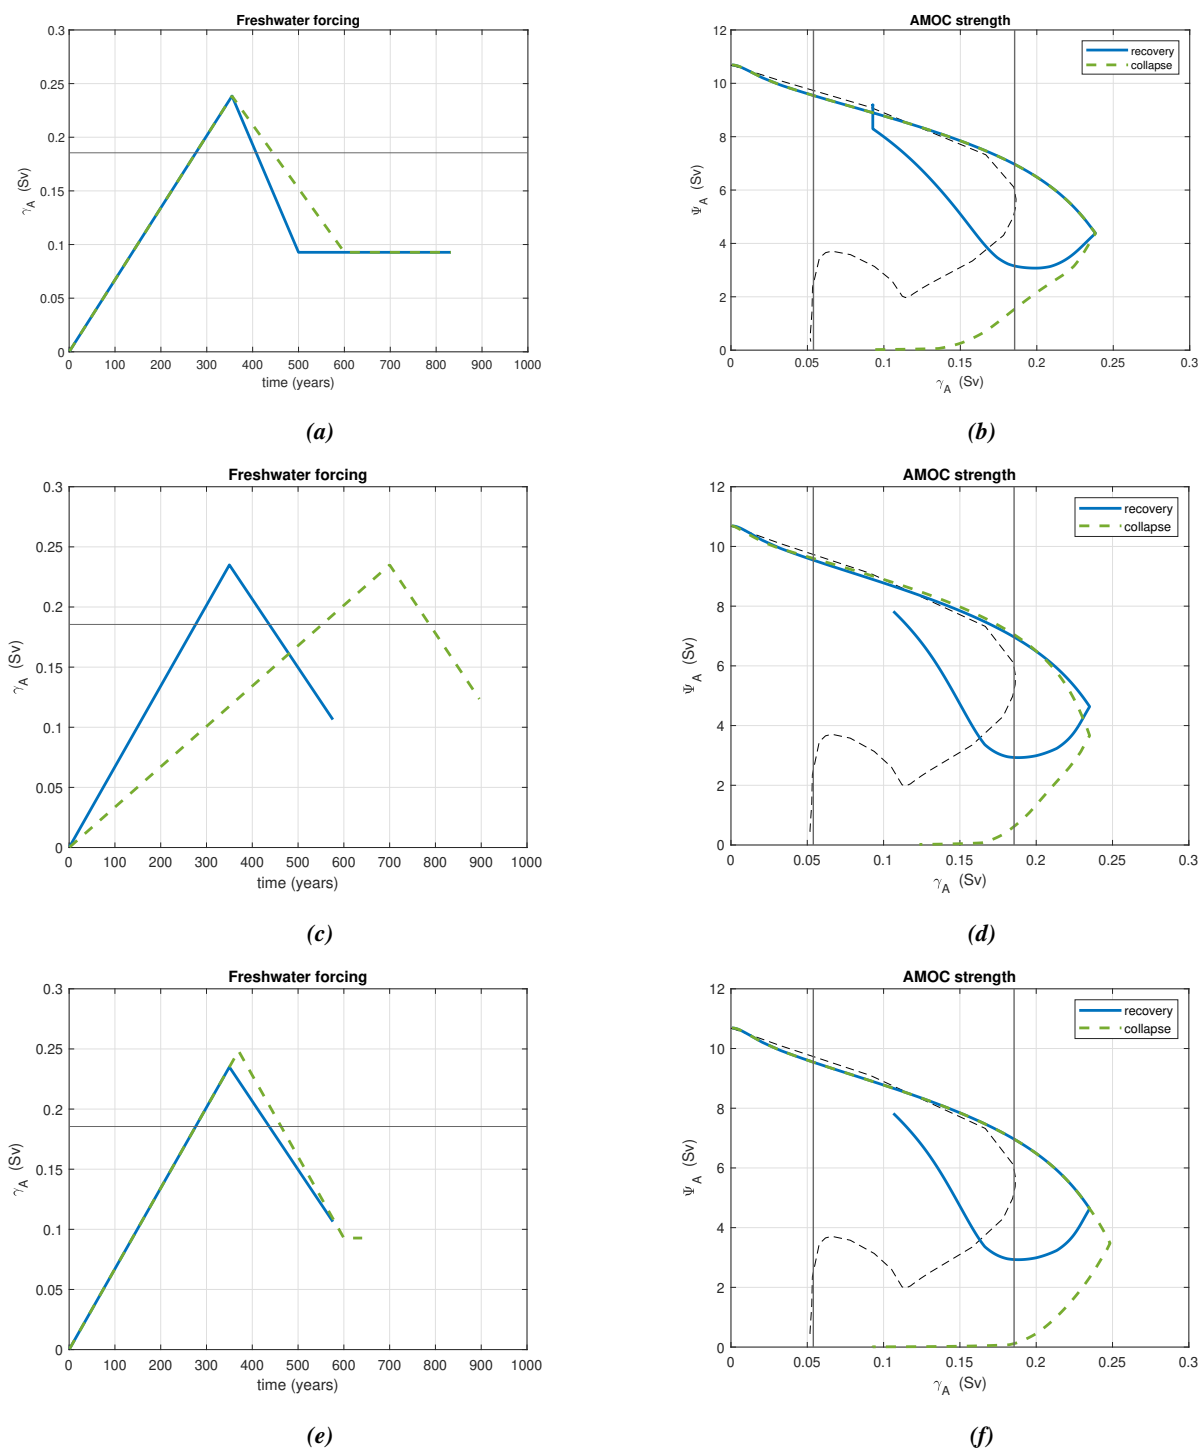 Freshwater forcing
0.3
0.25
0.2
0.15
0.1
0.05
0
γA (Sv)
0 100 200 300 400 500 600 700 800 900 1000
time (years)
(a)
AMOC strength
12
10
8
6
4
2
0
ΨA (Sv)
recovery
collapse
0 0.05 0.1 0.15 0.2 0.25 0.3
γA (Sv)
(b)
Freshwater forcing
0.3
0.25
0.2
0.15
0.1
0.05
0
γA (Sv)
0 100 200 300 400 500 600 700 800 900 1000
time (years)
(c)
AMOC strength
12
10
8
6
4
2
0
ΨA (Sv)
recovery
collapse
0 0.05 0.1 0.15 0.2 0.25 0.3
γA (Sv)
(d)
Freshwater forcing
0.3
0.25
0.2
0.15
0.1
0.05
0
γA (Sv)
0 100 200 300 400 500 600 700 800 900 1000
time (years)
(e)
AMOC strength
12
10
8
6
4
2
0
ΨA (Sv)
recovery
collapse
0 0.05 0.1 0.15 0.2 0.25 0.3
γA (Sv)
(f)